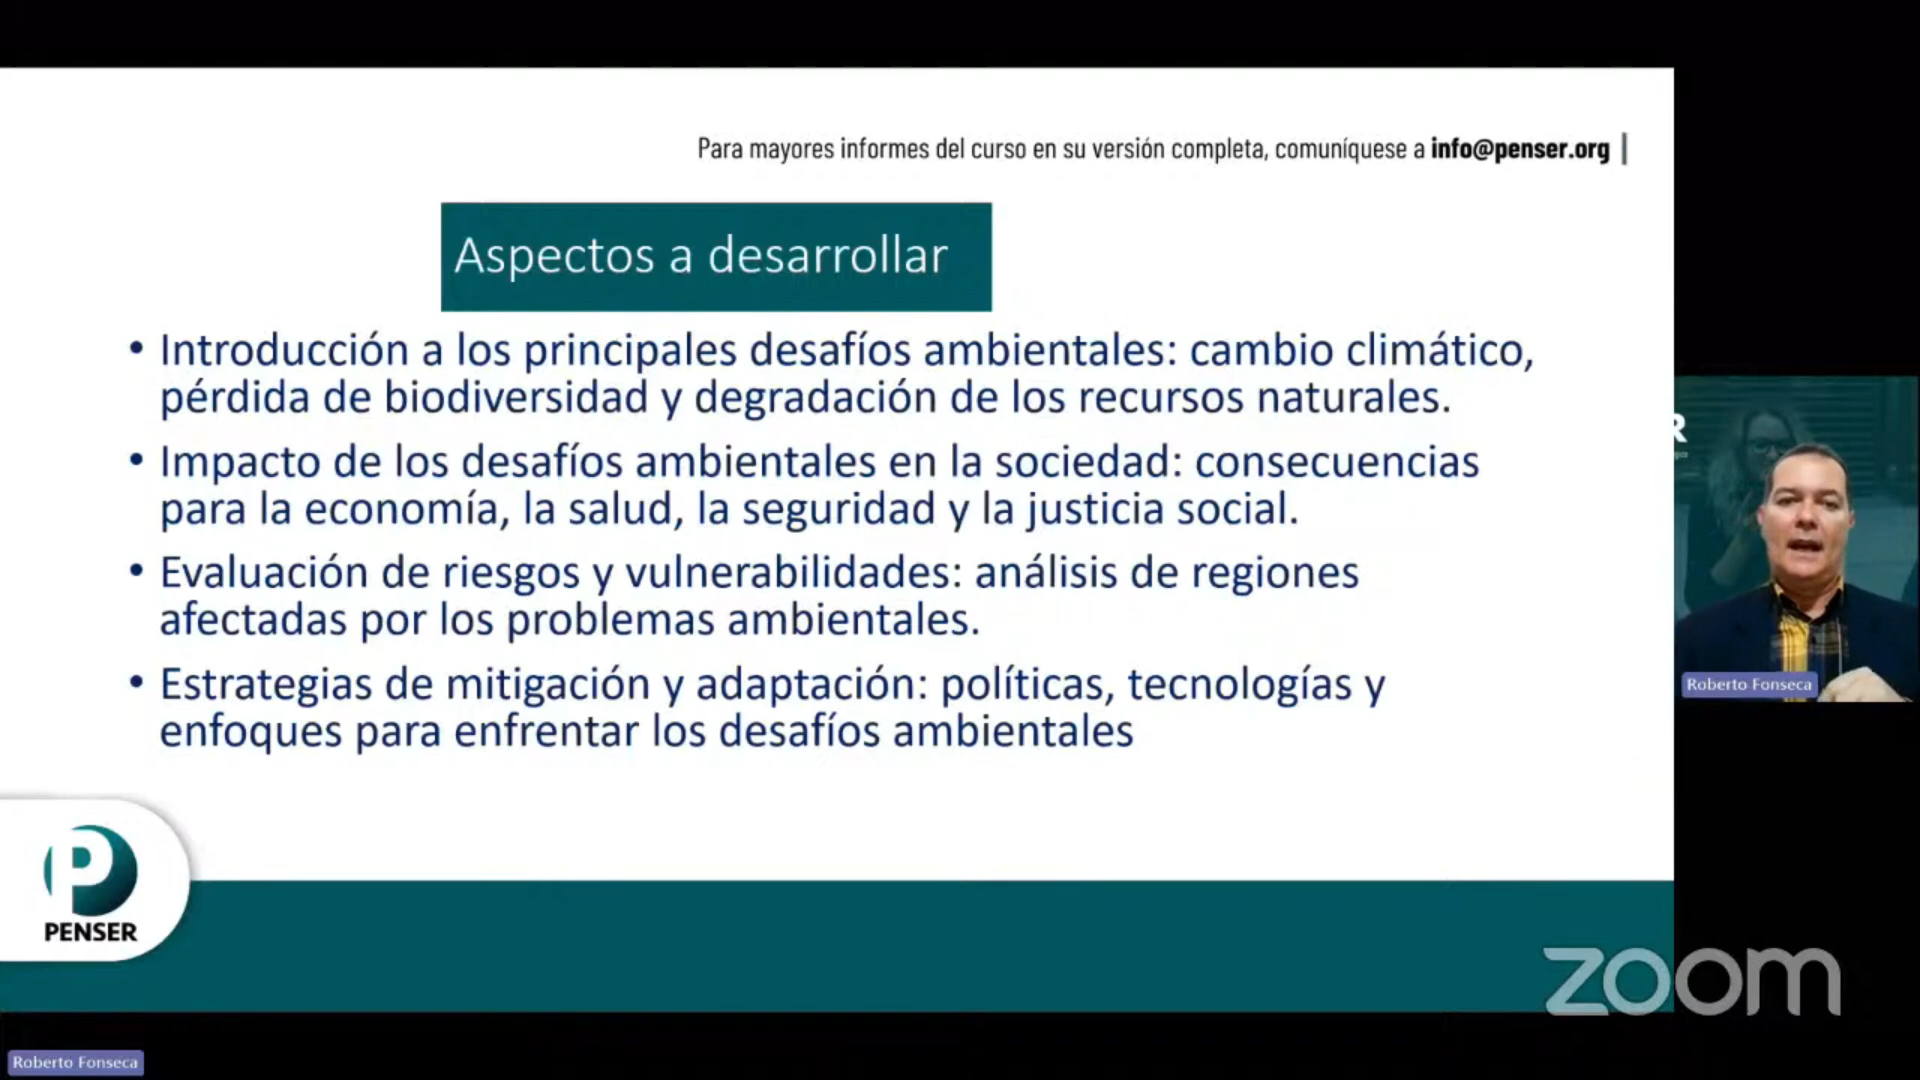 Para mayores informes del curso en su versión completa, comuníquese a info@penser.org |
Aspectos a desarrollar
• Introducción a los principales desafíos ambientales: cambio climático,
pérdida de biodiversidad y degradación de los recursos naturales.
• Impacto de los desafíos ambientales en la sociedad: consecuencias
para la economía, la salud, la seguridad y la justicia social.
• Evaluación de riesgos y vulnerabilidades: análisis de regiones
afectadas por los problemas ambientales.
• Estrategias de mitigación y adaptación: políticas, tecnologías y
enfoques para enfrentar los desafíos ambientales
R
Roberto Fonseca
P
PENSER
zoom
Roberto Fonseca